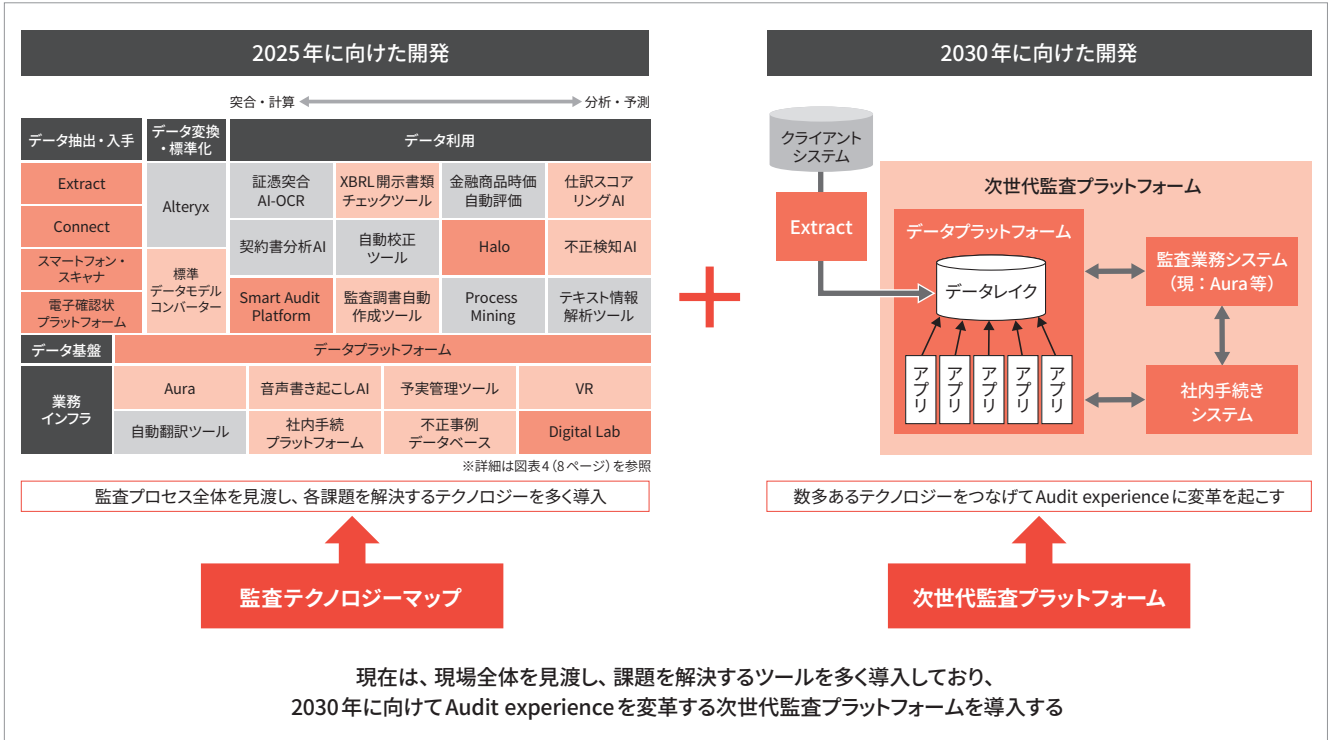 2025年に向けた開発
突合・計算
分析・予測
データ抽出・入手
データ変換
・標準化
データ利用
Extract
Connect
スマートフォン・
スキャナ
電子確認状
プラットフォーム
Alteryx
標準
データモデル
コンバーター
証憑突合
AI-OCR
XBRL開示書類
チェックツール
金融商品時価
自動評価
仕訳スコア
リングAI
契約書分析AI
自動校正
ツール
Halo
不正検知AI
Smart Audit
Platform
監査調書自動
作成ツール
Process
Mining
テキスト情報
解析ツール
データ基盤
データプラットフォーム
業務
インフラ
Aura
音声書き起こしAI
予実管理ツール
VR
自動翻訳ツール
社内手続
プラットフォーム
不正事例
データベース
Digital Lab
※詳細は図表4（8ページ）を参照
監査プロセス全体を見渡し、各課題を解決するテクノロジーを多く導入
監査テクノロジーマップ
2030年に向けた開発
クライアント
システム
Extract
次世代監査プラットフォーム
データプラットフォーム
データレイク
アプリ
アプリ
アプリ
アプリ
アプリ
監査業務システム
（現：Aura等）
社内手続き
システム
数多あるテクノロジーをつなげてAudit experienceに変革を起こす
次世代監査プラットフォーム
現在は、現場全体を見渡し、課題を解決するツールを多く導入しており、
2030年に向けてAudit experienceを変革する次世代監査プラットフォームを導入する